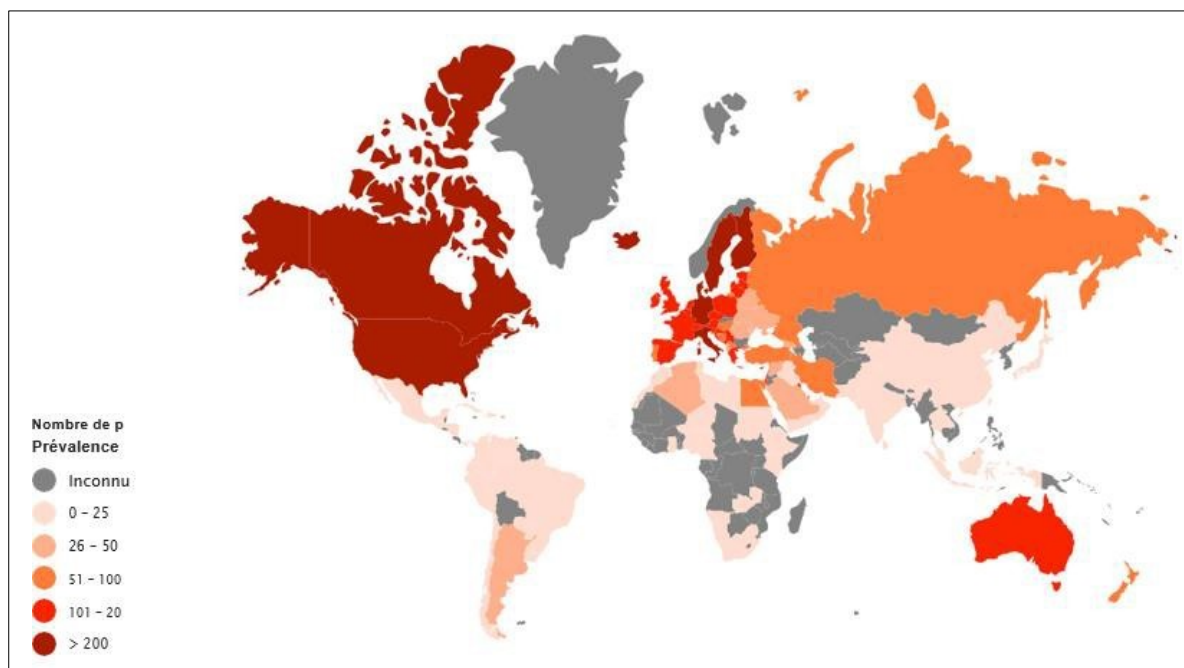 Nombre de p
Prévalence
Inconnu
0 – 25
26 – 50
51 – 100
101 – 20
> 200